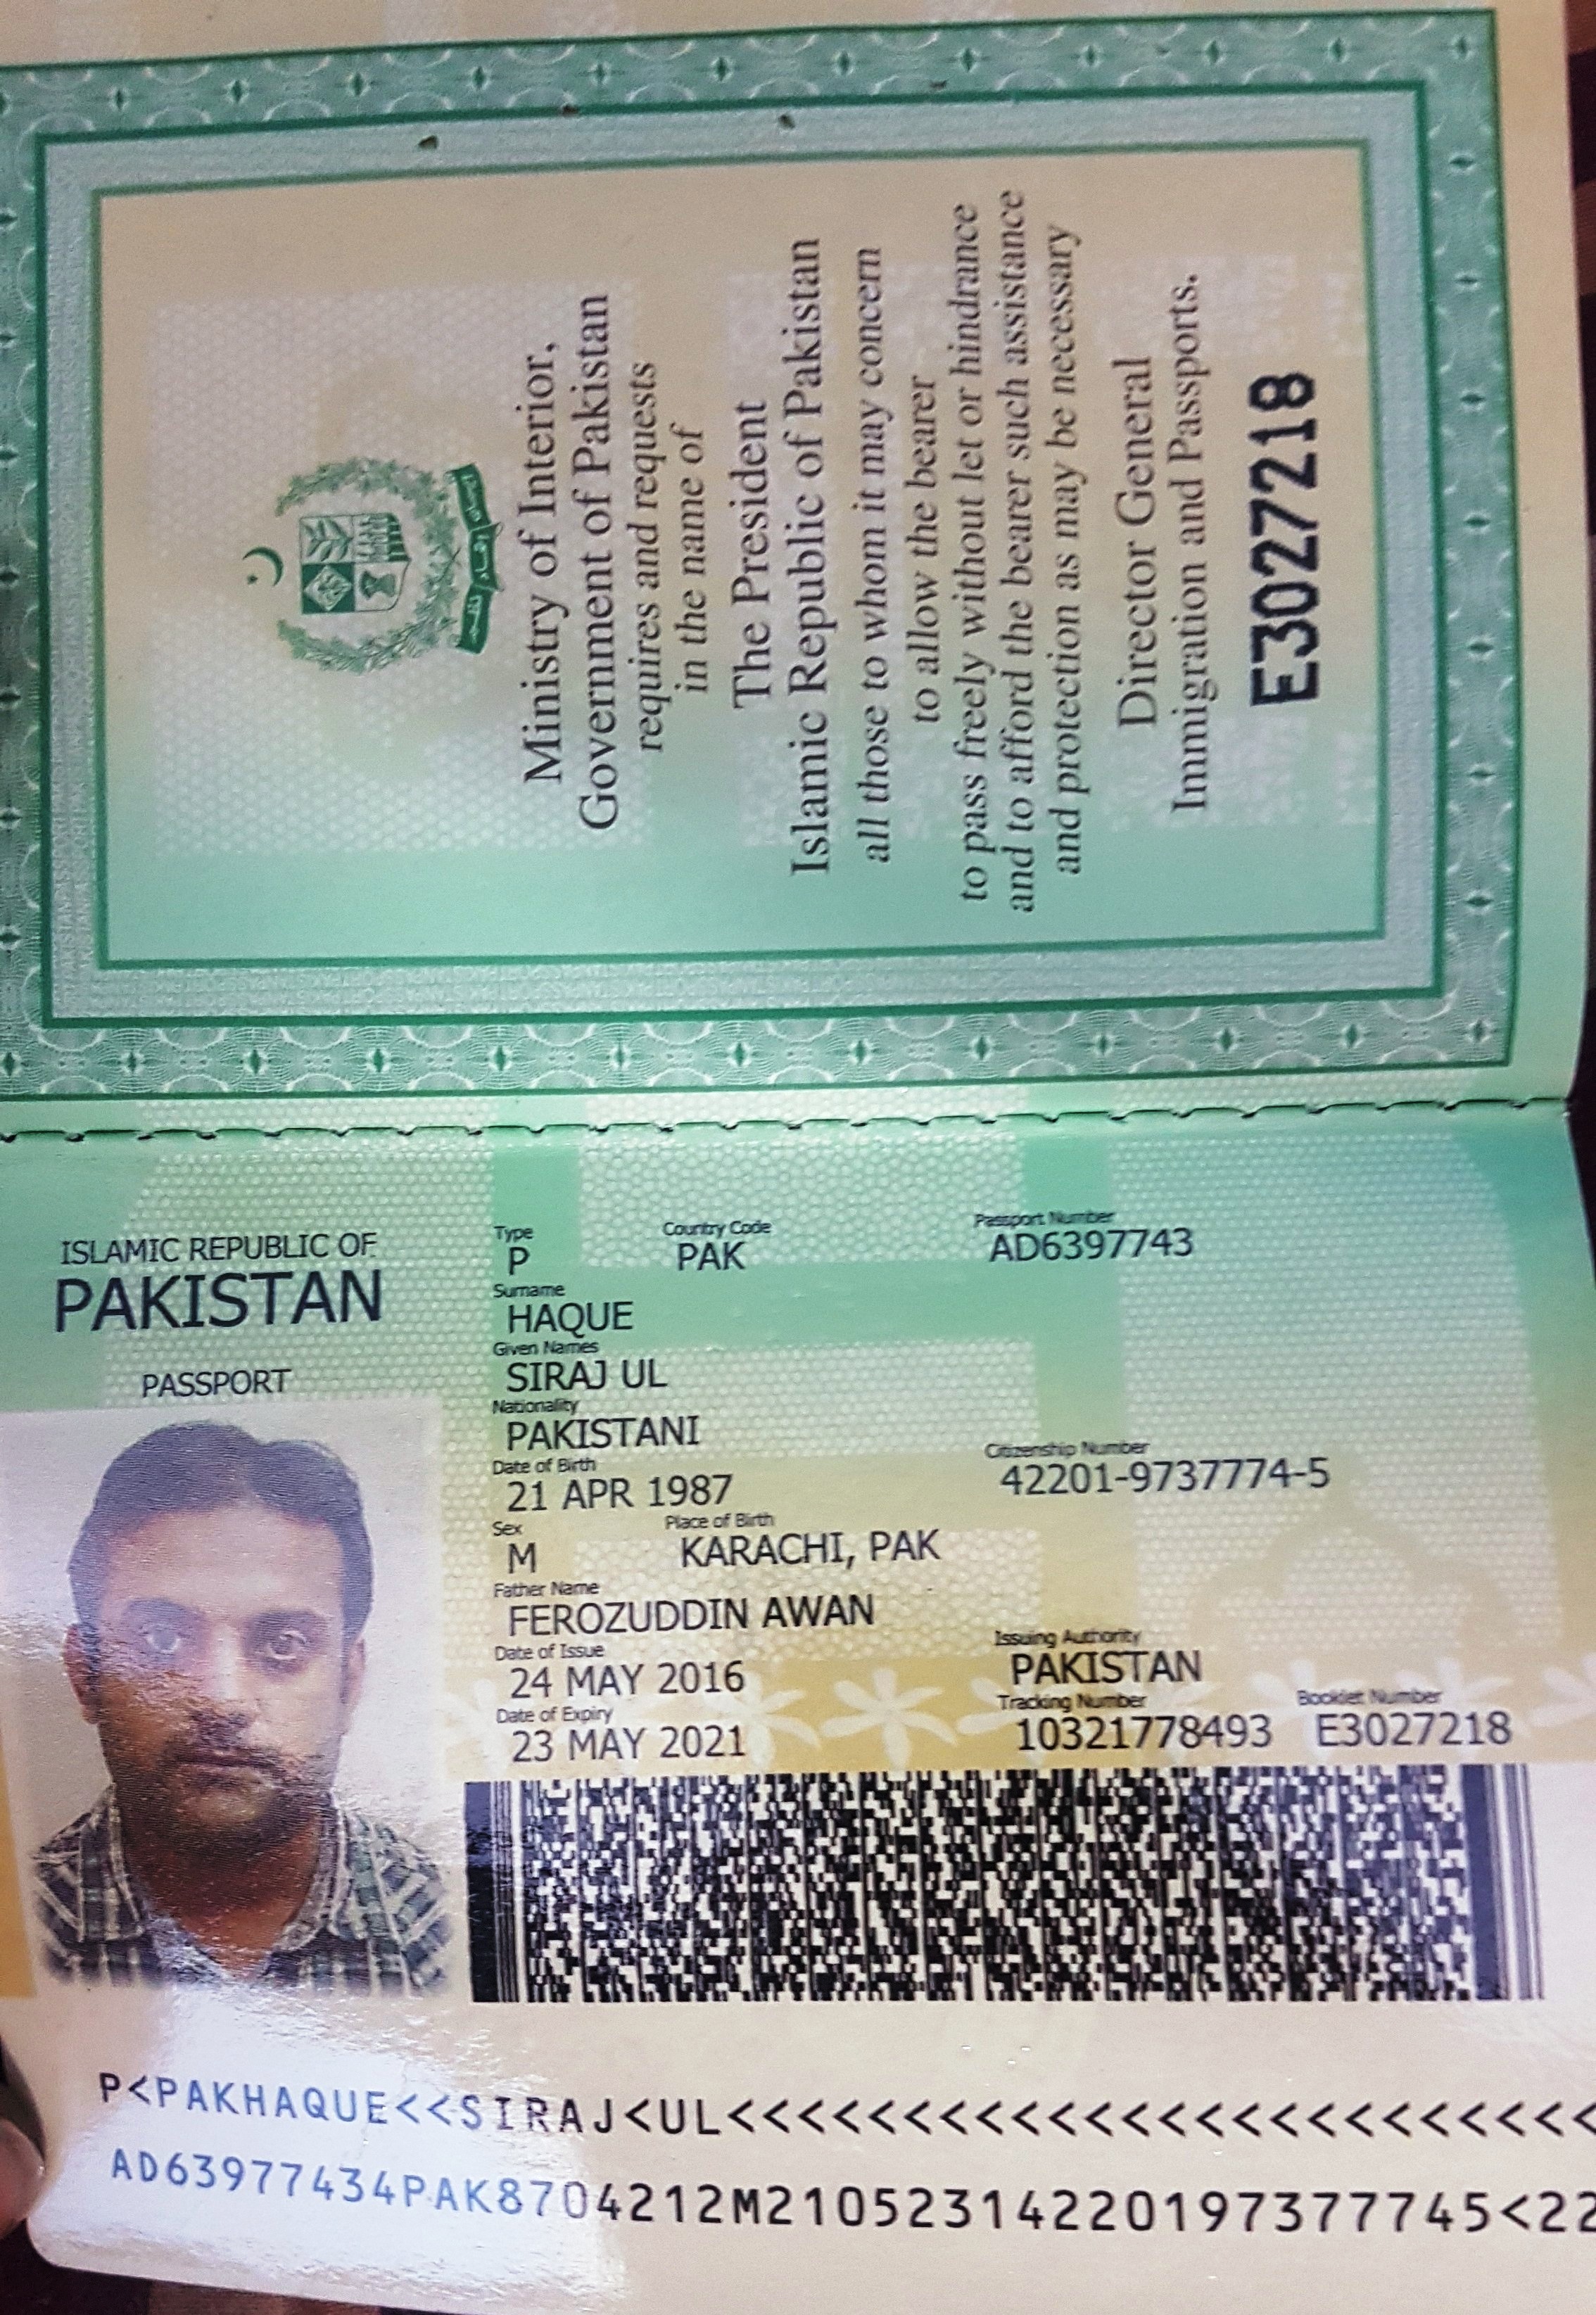 Ministry of Interior,
Government of Pakistan
requires and requests
in the name of
The President
Islamic Republic of Pakistan
all those to whom it may concern
to allow the bearer
to pass freely without let or hindrance
and to afford the bearer such assistance
and protection as may be necessary
Director General
Immigration and Passports.
E3027218
ISLAMIC REPUBLIC OF
PAKISTAN
PASSPORT
Type Country Code Passport Number
P PAK AD6397743
Surname
HAQUE
Given Names
SIRAJ UL
Nationality
PAKISTANI
Date of Birth Citizenship Number
21 APR 1987 42201-9737774-5
Sex Place of Birth
M KARACHI, PAK
Father Name
FEROZUDDIN AWAN
Date of Issue Issuing Authority
24 MAY 2016 PAKISTAN
Date of Expiry Tracking Number Booklet Number
23 MAY 2021 10321778493 E3027218
P<PAKHAQUE<<SIRAJ<UL<<<<<<<<<<<<<<<<<<<<<<<<
AD63977434PAK8704212M21052314220197377745<22